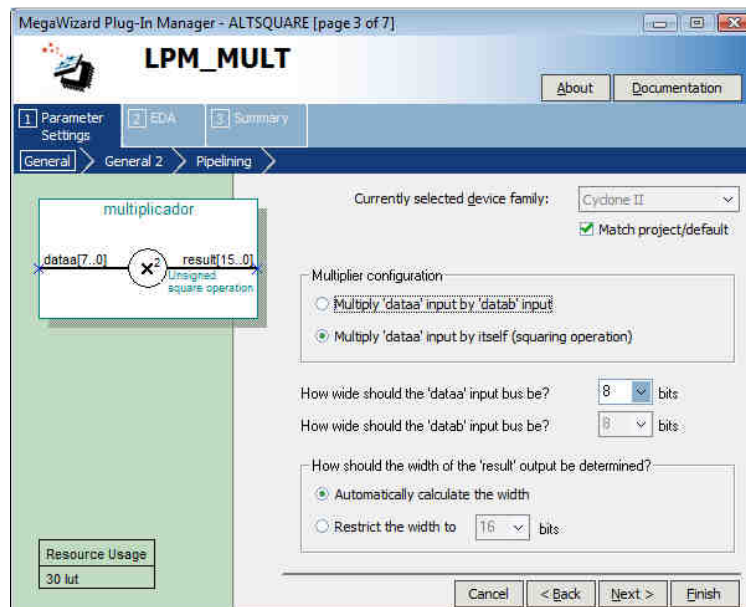 MegaWizard Plug-In Manager - ALTSQUARE [page 3 of 7]
LPM_MULT
About
Documentation
1 Parameter Settings
2 EDA
3 Summary
General
General 2
Pipelining
multiplicador
dataa[7..0]
result[15..0]
×2
Unsigned
square operation
Currently selected device family:
Cyclone II
Match project/default
Multiplier configuration
Multiply 'dataa' input by 'datab' input
Multiply 'dataa' input by itself (squaring operation)
How wide should the 'dataa' input bus be? 8 bits
How wide should the 'datab' input bus be? 8 bits
How should the width of the 'result' output be determined?
Automatically calculate the width
Restrict the width to 16 bits
Resource Usage
30 lut
Cancel
< Back
Next >
Finish